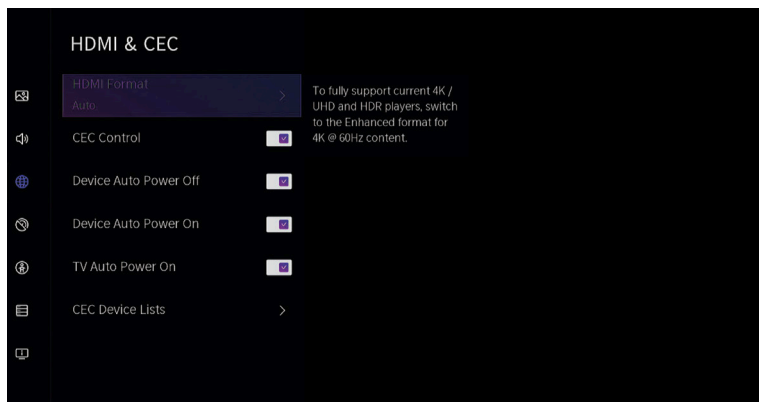 HDMI & CEC
HDMI Format
Auto
To fully support current 4K /
UHD and HDR players, switch
to the Enhanced format for
4K @ 60Hz content.
CEC Control
Device Auto Power Off
Device Auto Power On
TV Auto Power On
CEC Device Lists